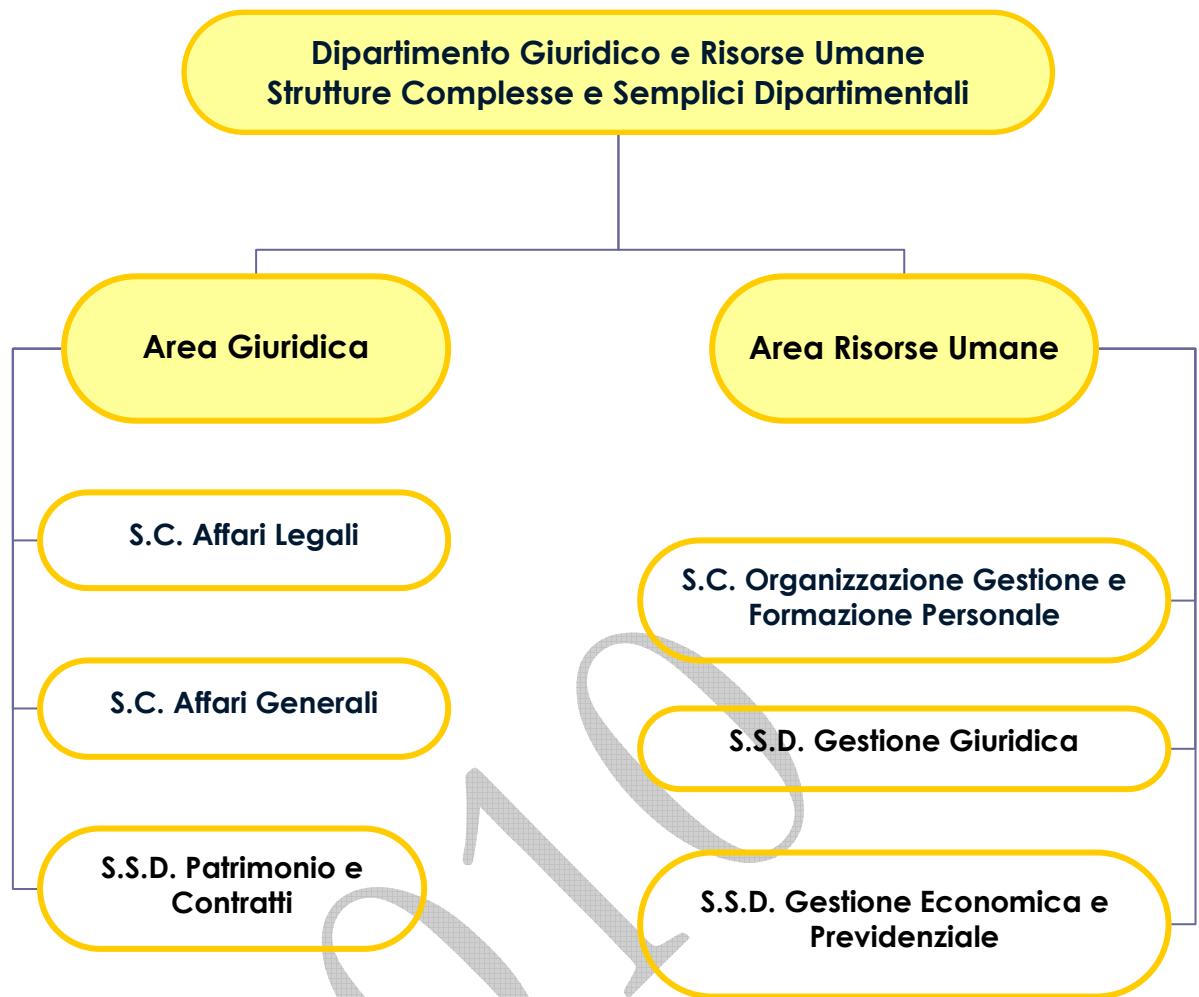 Dipartimento Giuridico e Risorse Umane
Strutture Complesse e Semplici Dipartimentali
Area Giuridica
Area Risorse Umane
S.C. Affari Legali
S.C. Affari Generali
S.S.D. Patrimonio e
Contratti
S.C. Organizzazione Gestione e
Formazione Personale
S.S.D. Gestione Giuridica
S.S.D. Gestione Economica e
Previdenziale